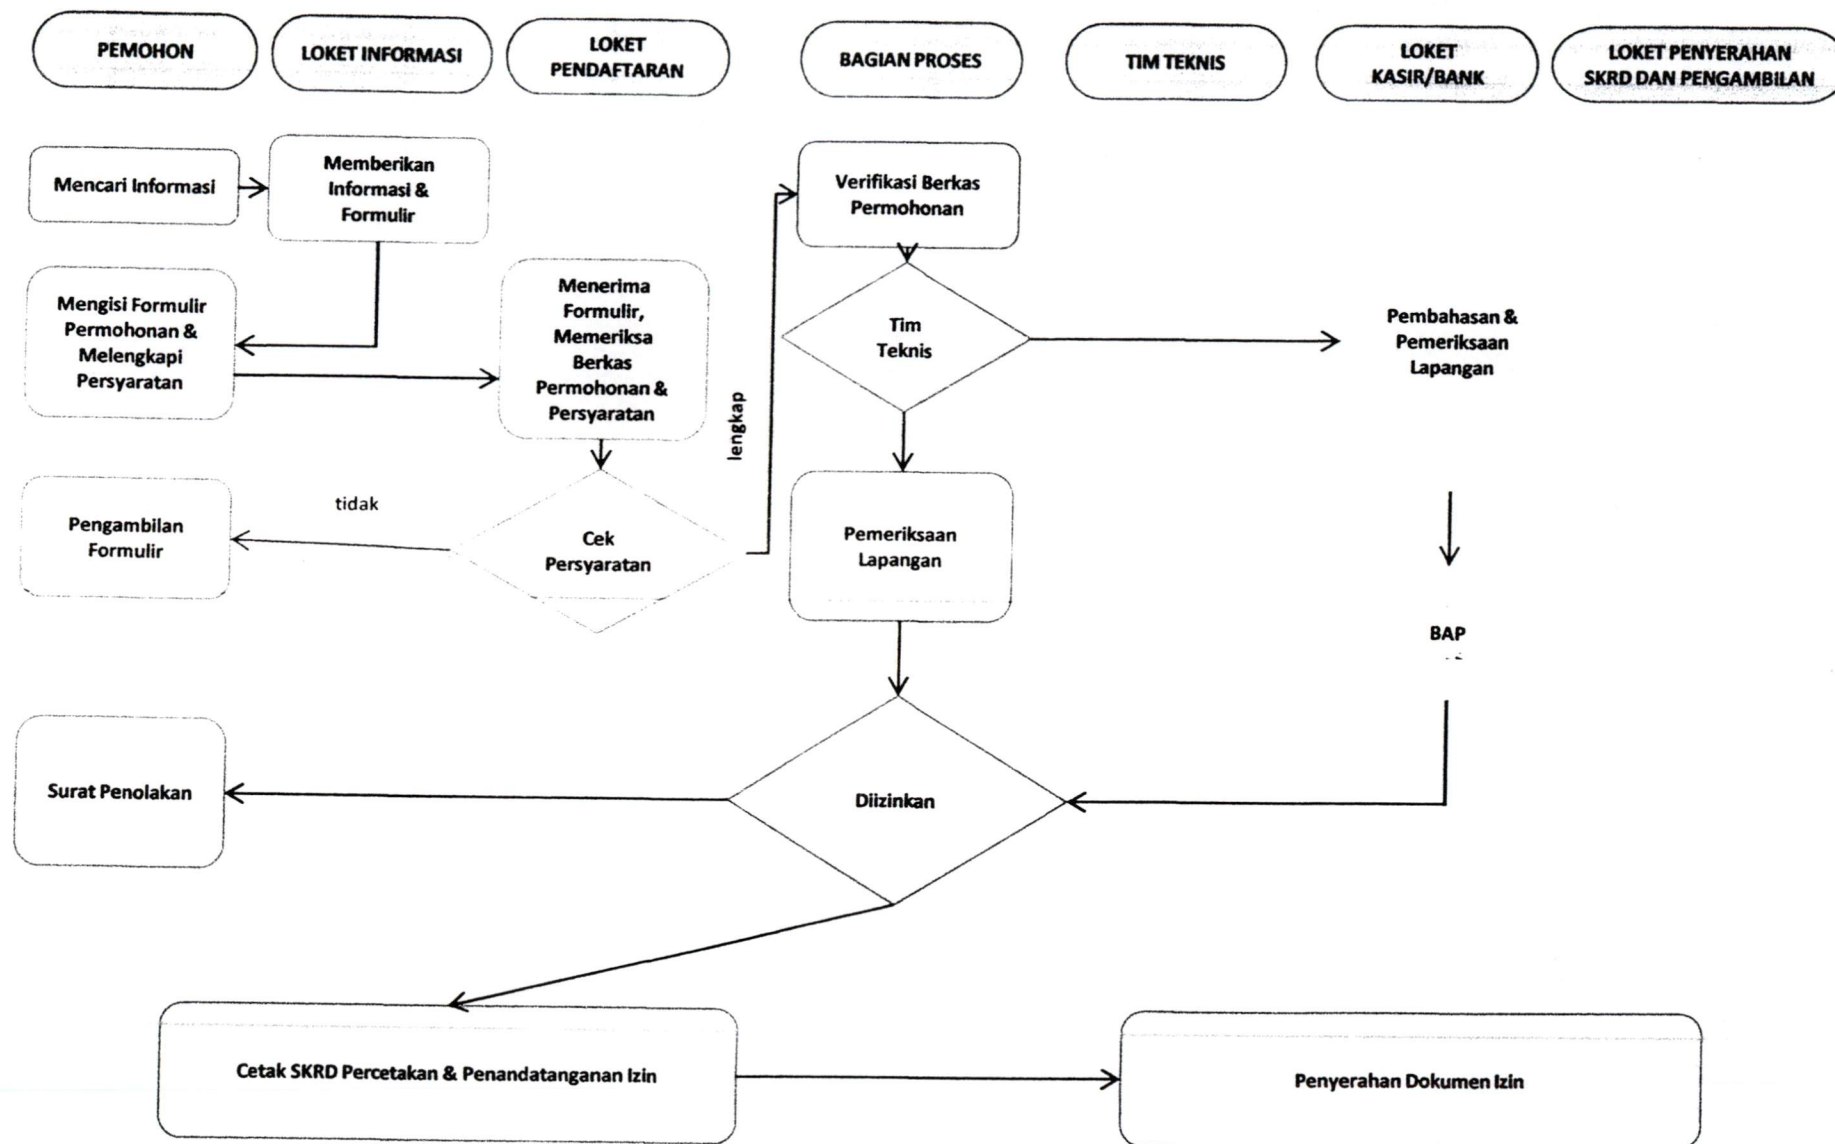 PEMOHON
LOKET INFORMASI
LOKET
PENDAFTARAN
BAGIAN PROSES
TIM TEKNIS
LOKET
KASIR/BANK
LOKET PENYERAHAN
SKRD DAN PENGAMBILAN
Mencari Informasi
Memberikan
Informasi &
Formulir
Verifikasi Berkas
Permohonan
Mengisi Formulir
Permohonan &
Melengkapi
Persyaratan
Menerima
Formulir,
Memeriksa
Berkas
Permohonan &
Persyaratan
lengkap
Tim
Teknis
Pembahasan &
Pemeriksaan
Lapangan
Pengambilan
Formulir
tidak
Cek
Persyaratan
Pemeriksaan
Lapangan
BAP
Surat Penolakan
Diizinkan
Cetak SKRD Percetakan & Penandatanganan Izin
Penyerahan Dokumen Izin